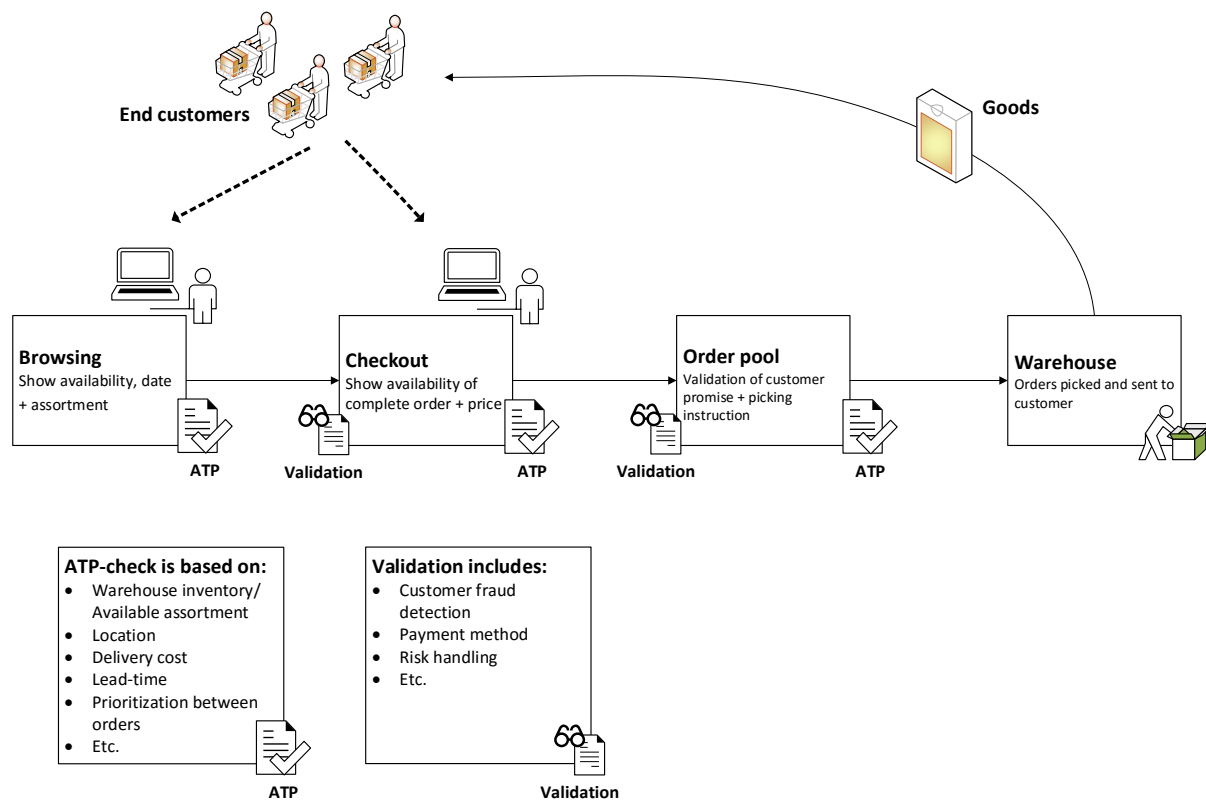 End customers
Goods
Browsing
Show availability, date
+ assortment
ATP
Checkout
Show availability of
complete order + price
Validation
ATP
Order pool
Validation of customer
promise + picking
instruction
Validation
ATP
Warehouse
Orders picked and sent to
customer
ATP-check is based on:
• Warehouse inventory/
Available assortment
• Location
• Delivery cost
• Lead-time
• Prioritization between
orders
• Etc.
ATP
Validation includes:
• Customer fraud
detection
• Payment method
• Risk handling
• Etc.
Validation